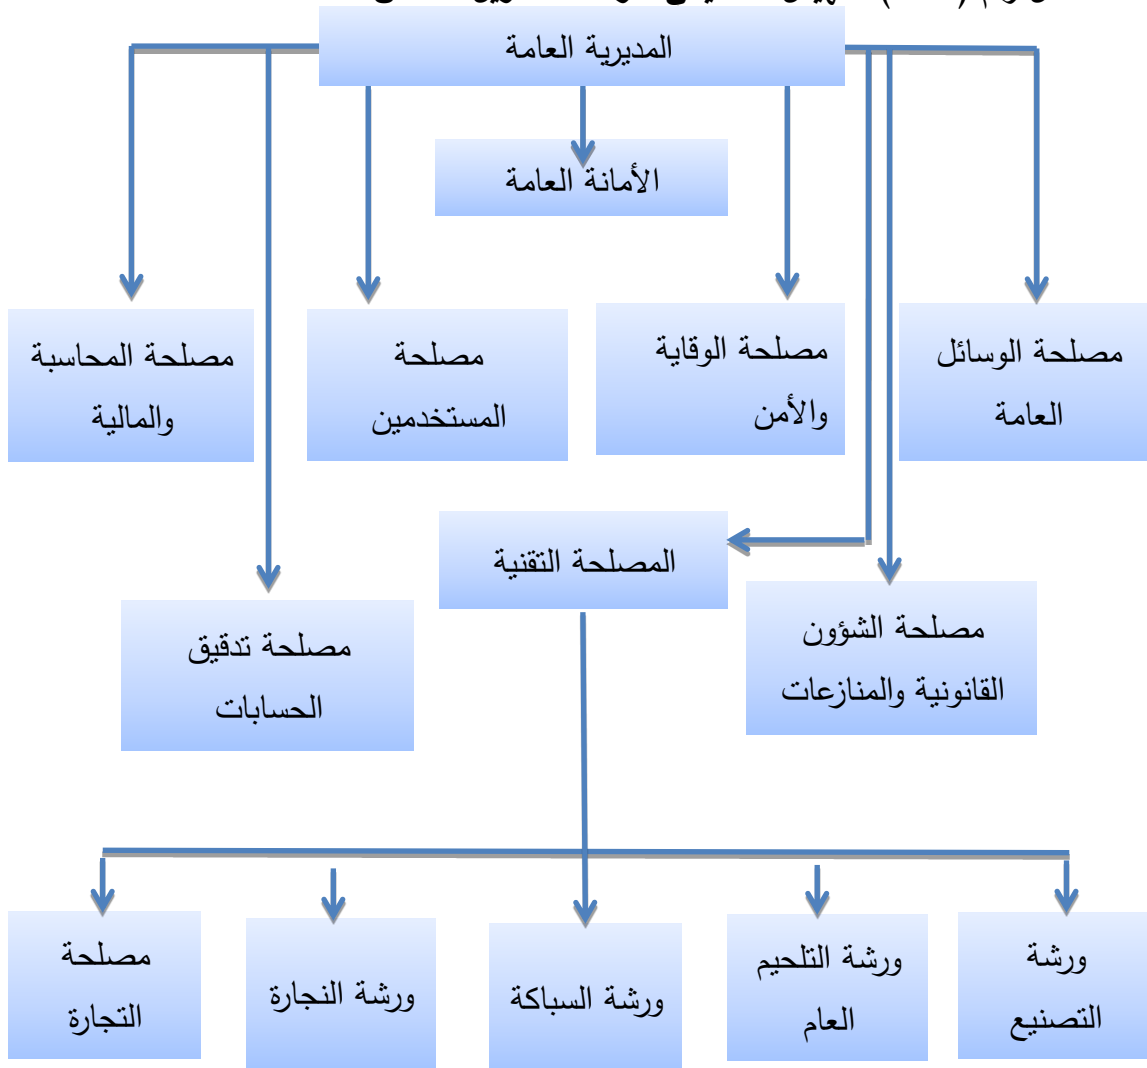 المديرية العامة
الأمانة العامة
مصلحة الوسائل
العامة
مصلحة الوقاية
والأمن
مصلحة
المستخدمين
مصلحة المحاسبة
والمالية
المصلحة التقنية
مصلحة الشؤون
القانونية والمنازعات
مصلحة تدقيق
الحسابات
ورشة
التصنيع
ورشة التلحيم
العام
ورشة السباكة
ورشة النجارة
مصلحة
التجارة